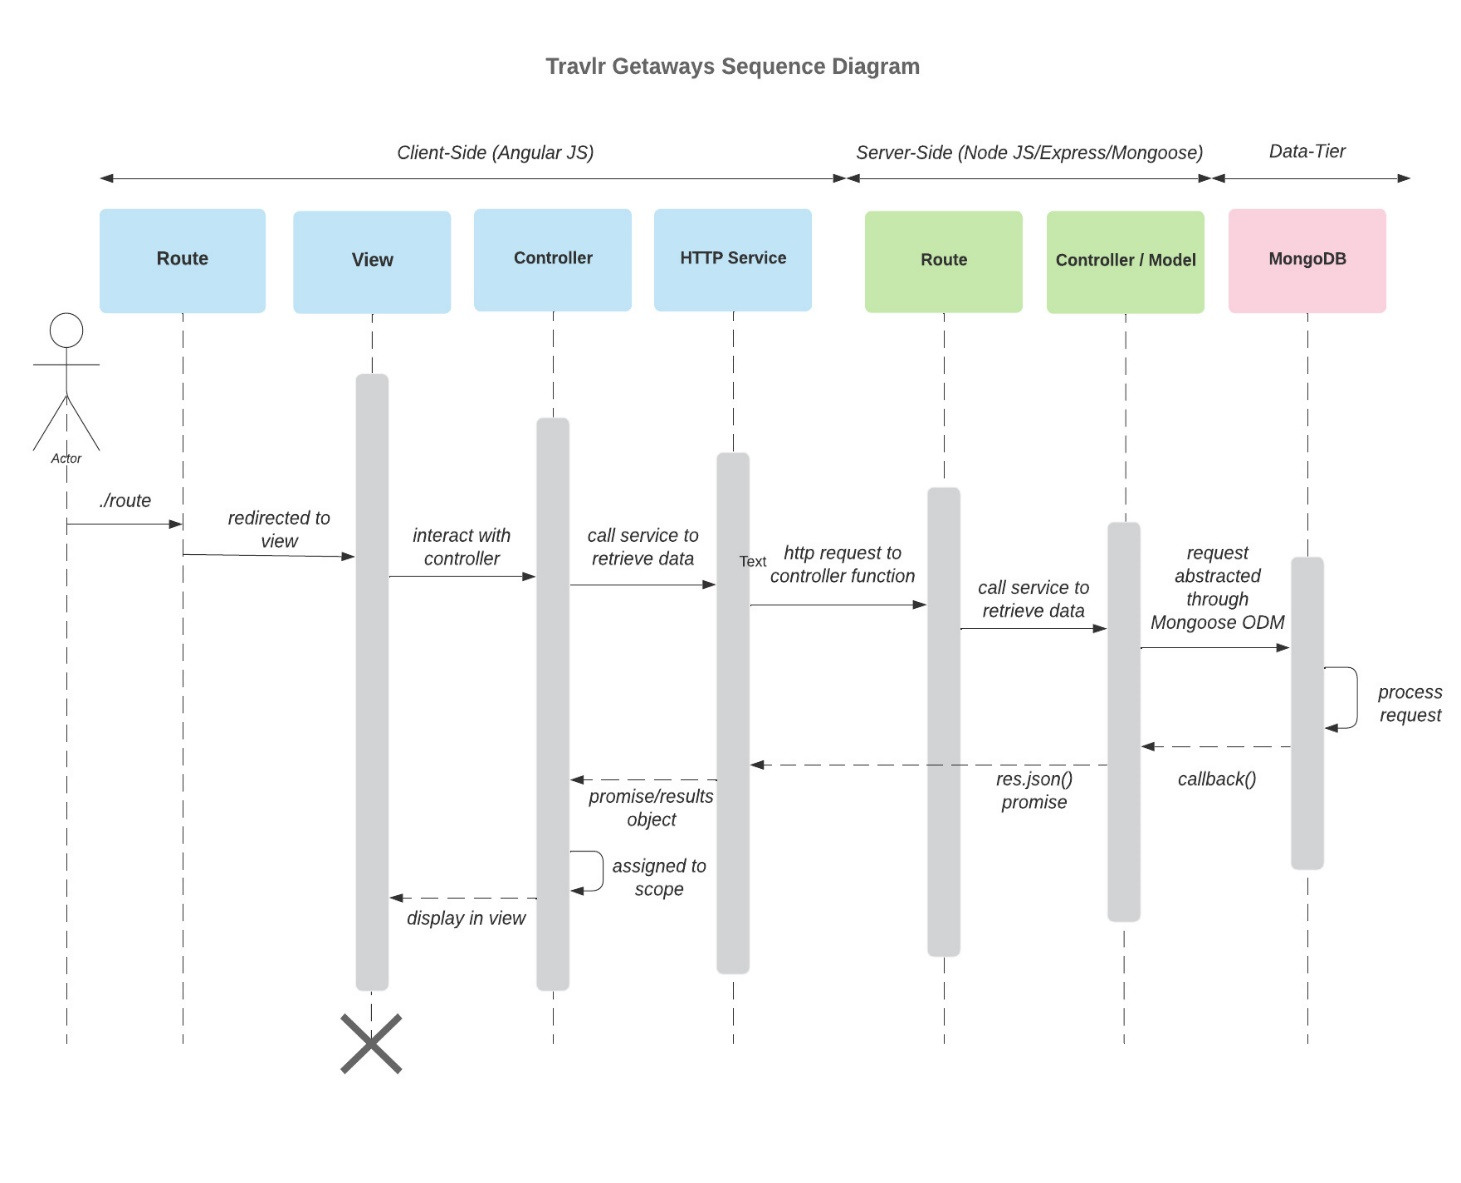 Travlr Getaways Sequence Diagram
Client-Side (Angular JS)
Server-Side (Node JS/Express/Mongoose)
Data-Tier
Route
View
Controller
HTTP Service
Route
Controller / Model
MongoDB
Actor
./route
redirected to
view
interact with
controller
call service to
retrieve data
Text
http request to
controller function
call service to
retrieve data
request
abstracted
through
Mongoose ODM
process
request
callback()
res.json()
promise
promise/results
object
assigned to
scope
display in view